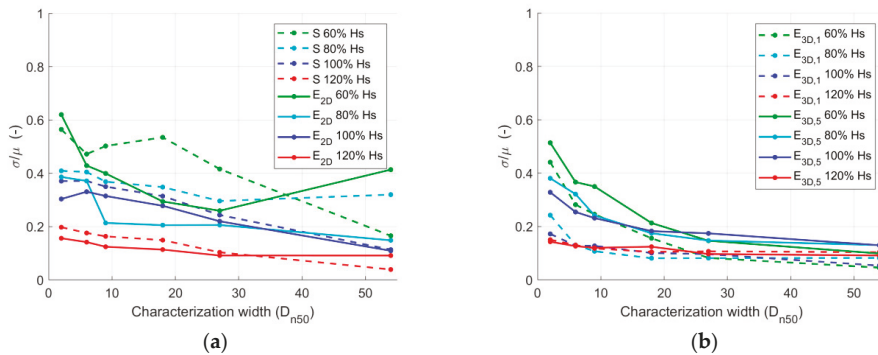 1
0.8
0.6
0.4
0.2
0
σ/μ (-)
0 10 20 30 40 50
Characterization width (Dn50)
S 60% Hs
S 80% Hs
S 100% Hs
S 120% Hs
E2D 60% Hs
E2D 80% Hs
E2D 100% Hs
E2D 120% Hs
(a)
1
0.8
0.6
0.4
0.2
0
σ/μ (-)
0 10 20 30 40 50
Characterization width (Dn50)
E3D,1 60% Hs
E3D,1 80% Hs
E3D,1 100% Hs
E3D,1 120% Hs
E3D,5 60% Hs
E3D,5 80% Hs
E3D,5 100% Hs
E3D,5 120% Hs
(b)